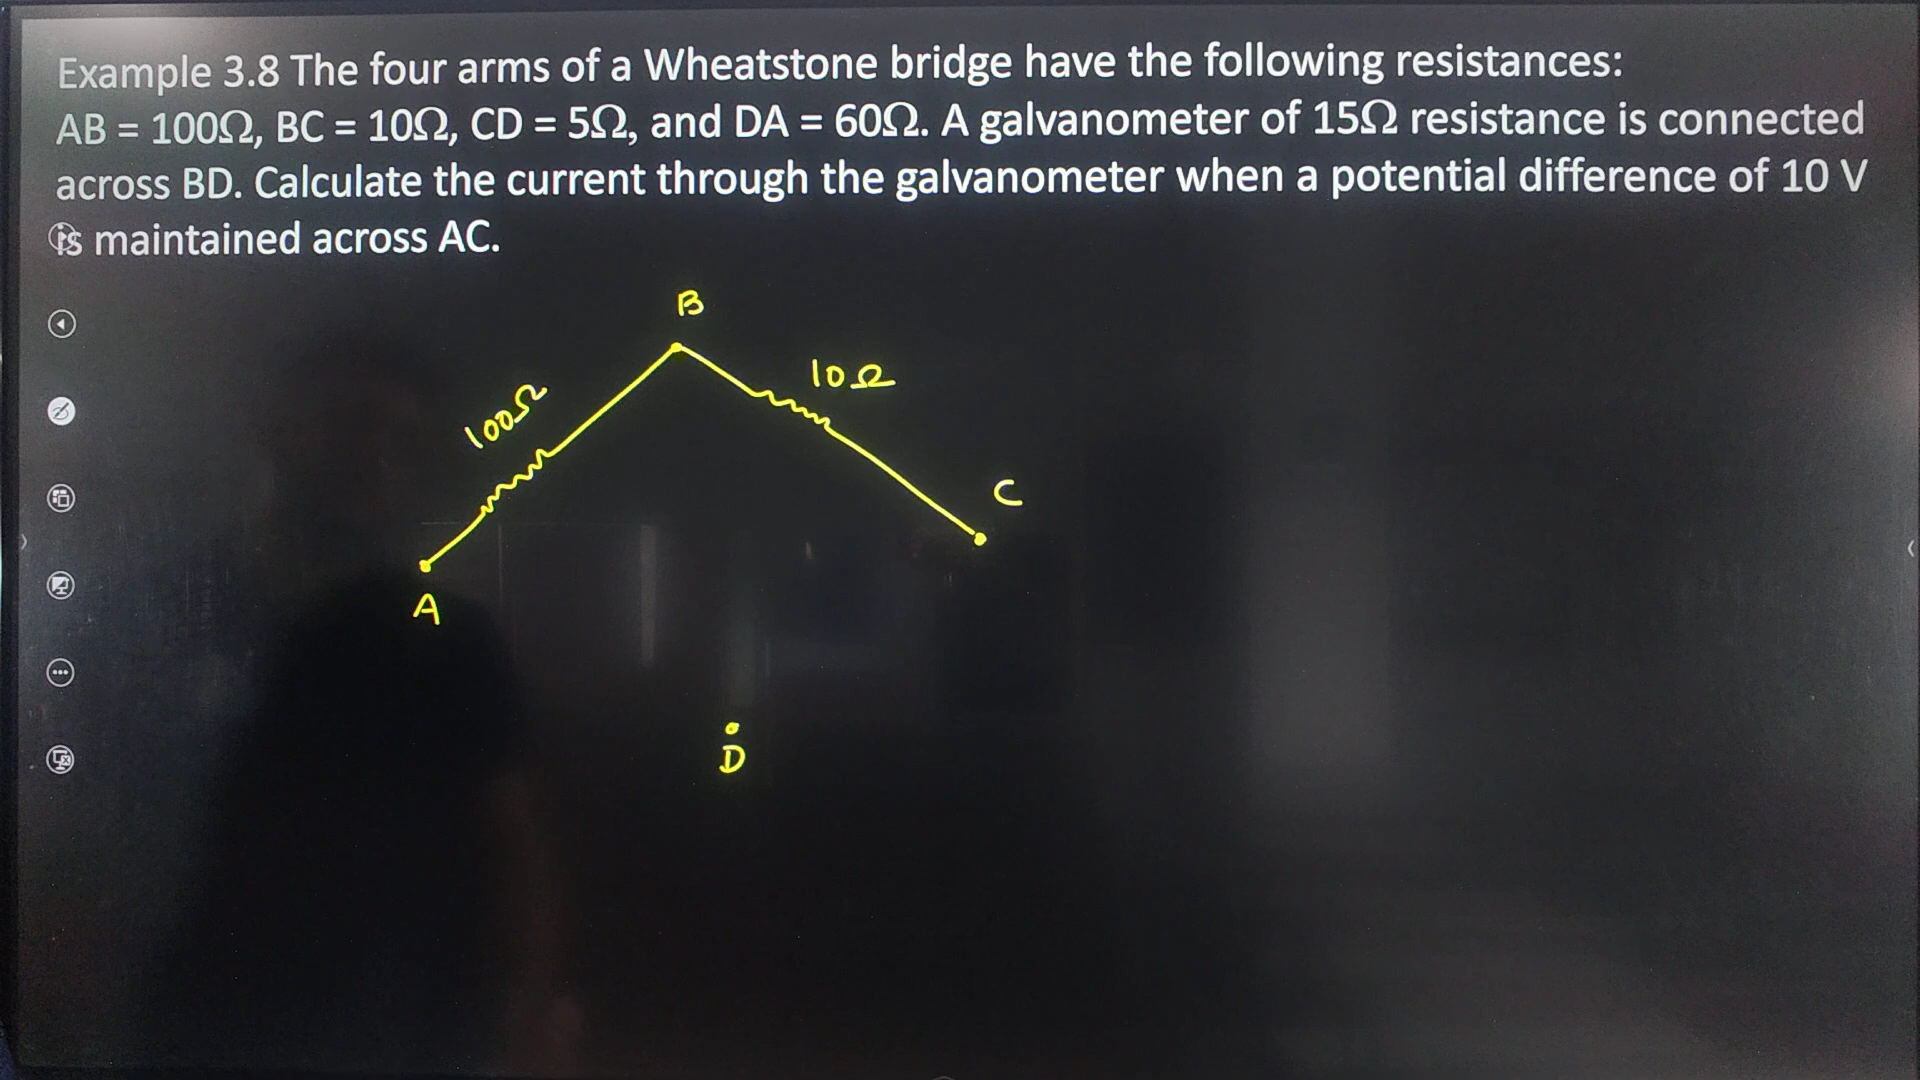 Example 3.8 The four arms of a Wheatstone bridge have the following resistances:
AB = 100Ω, BC = 10Ω, CD = 5Ω, and DA = 60Ω. A galvanometer of 15Ω resistance is connected
across BD. Calculate the current through the galvanometer when a potential difference of 10 V
is maintained across AC.
B
10Ω
100Ω
C
A
D